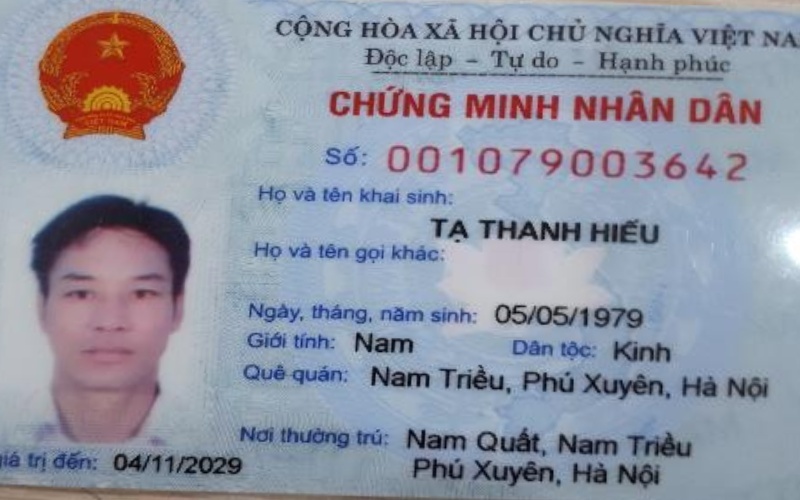 CỘNG HÒA XÃ HỘI CHỦ NGHĨA VIỆT NA
Độc lập - Tự do - Hạnh phúc
CHỨNG MINH NHÂN DÂN
Số: 001079003642
Họ và tên khai sinh:
TẠ THANH HIẾU
Họ và tên gọi khác:
Ngày, tháng, năm sinh: 05/05/1979
Giới tính: Nam Dân tộc: Kinh
Quê quán: Nam Triều, Phú Xuyên, Hà Nội
Nơi thường trú: Nam Quất, Nam Triều
Phú Xuyên, Hà Nội
giá trị đến: 04/11/2029